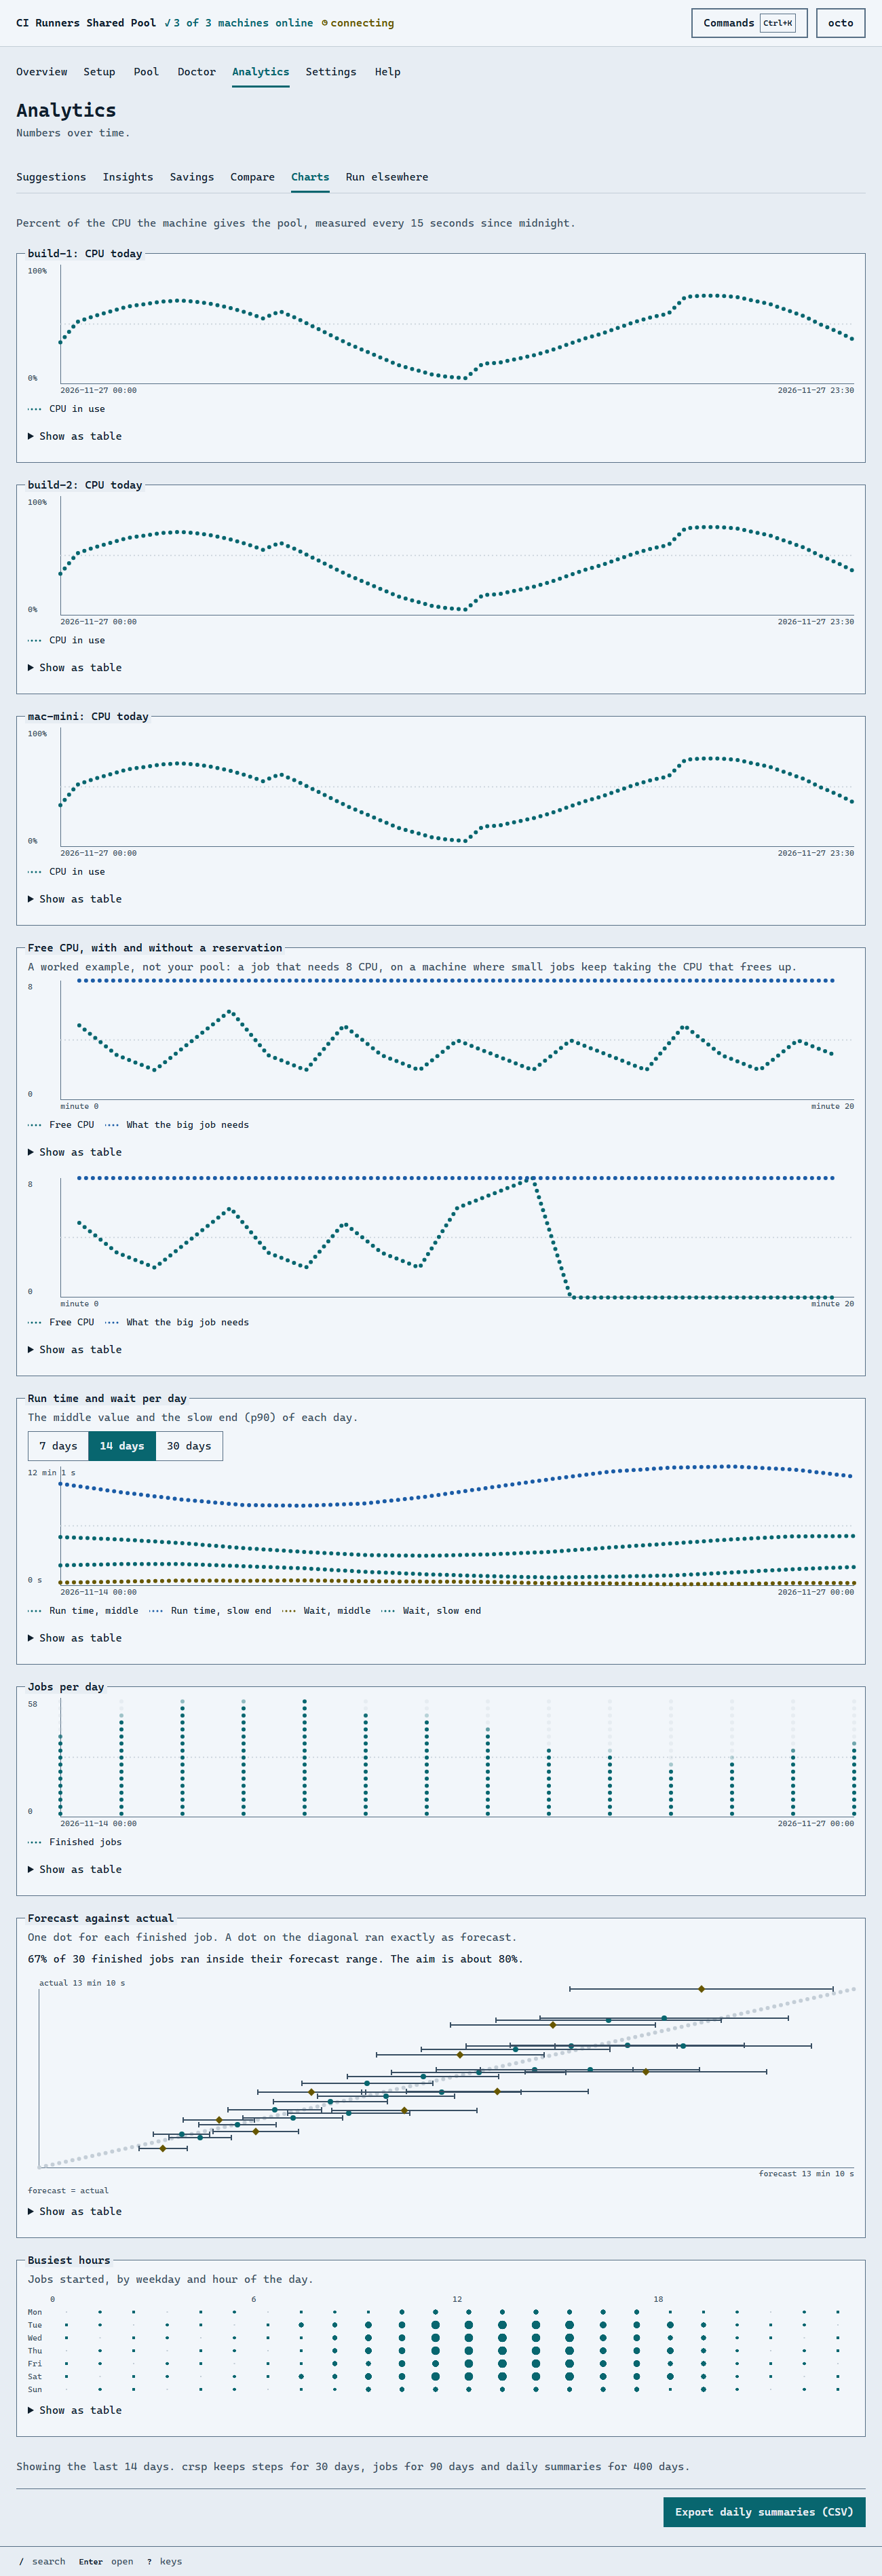 CI Runners Shared Pool ✓ 3 of 3 machines online connecting Commands Ctrl+K octo
Overview Setup Pool Doctor Analytics Settings Help
Analytics
Numbers over time.
Suggestions Insights Savings Compare Charts Run elsewhere
Percent of the CPU the machine gives the pool, measured every 15 seconds since midnight.
build-1: CPU today
100%
0%
2026-11-27 00:00 2026-11-27 23:30
CPU in use
▶ Show as table
build-2: CPU today
100%
0%
2026-11-27 00:00 2026-11-27 23:30
CPU in use
▶ Show as table
mac-mini: CPU today
100%
0%
2026-11-27 00:00 2026-11-27 23:30
CPU in use
▶ Show as table
Free CPU, with and without a reservation
A worked example, not your pool: a job that needs 8 CPU, on a machine where small jobs keep taking the CPU that frees up.
8
0
minute 0 minute 20
Free CPU What the big job needs
▶ Show as table
8
0
minute 0 minute 20
Free CPU What the big job needs
▶ Show as table
Run time and wait per day
The middle value and the slow end (p90) of each day.
7 days 14 days 30 days
12 min 1 s
0 s
2026-11-14 00:00 2026-11-27 00:00
Run time, middle Run time, slow end Wait, middle Wait, slow end
▶ Show as table
Jobs per day
58
0
2026-11-14 00:00 2026-11-27 00:00
Finished jobs
▶ Show as table
Forecast against actual
One dot for each finished job. A dot on the diagonal ran exactly as forecast.
67% of 30 finished jobs ran inside their forecast range. The aim is about 80%.
actual 13 min 10 s
forecast 13 min 10 s
forecast = actual
▶ Show as table
Busiest hours
Jobs started, by weekday and hour of the day.
0 6 12 18
Mon
Tue
Wed
Thu
Fri
Sat
Sun
▶ Show as table
Showing the last 14 days. crsp keeps steps for 30 days, jobs for 90 days and daily summaries for 400 days.
Export daily summaries (CSV)
/ search Enter open ? keys